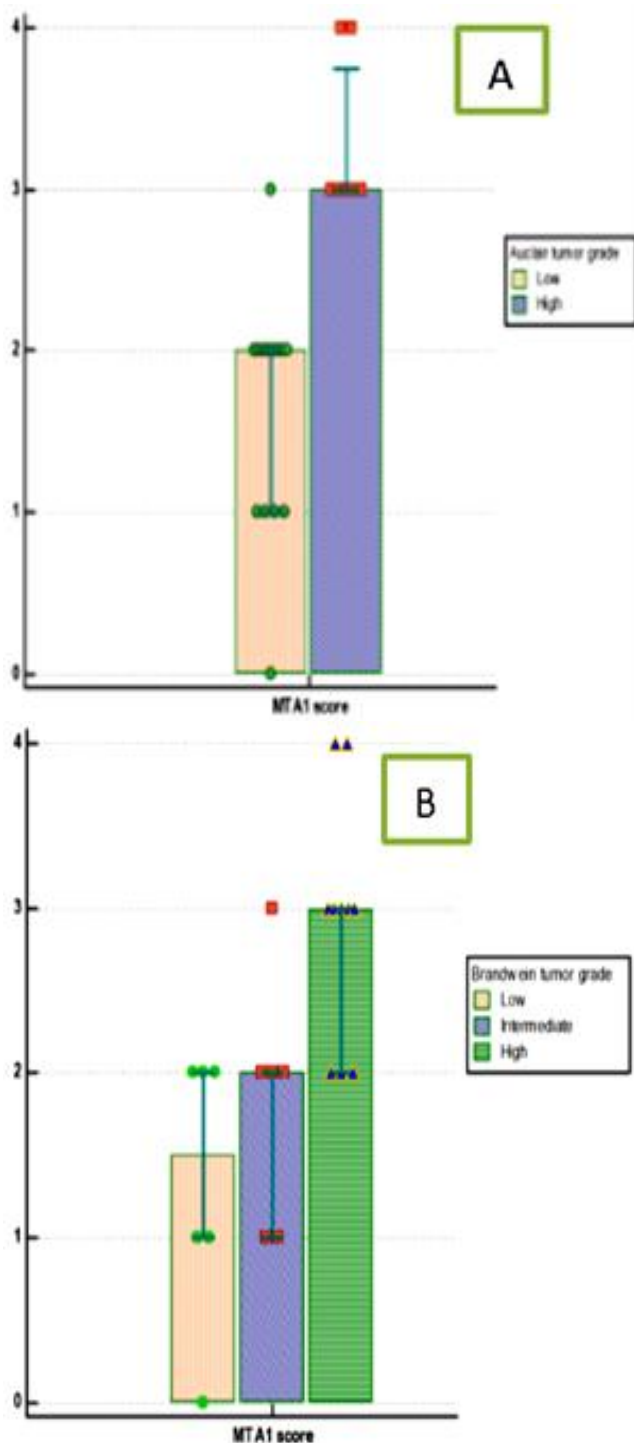 4
A
3
Auclair tumor grade
Low
High
2
1
0
MTA1 score
4
B
3
Brandwein tumor grade
Low
Intermediate
High
2
1
0
MTA1 score